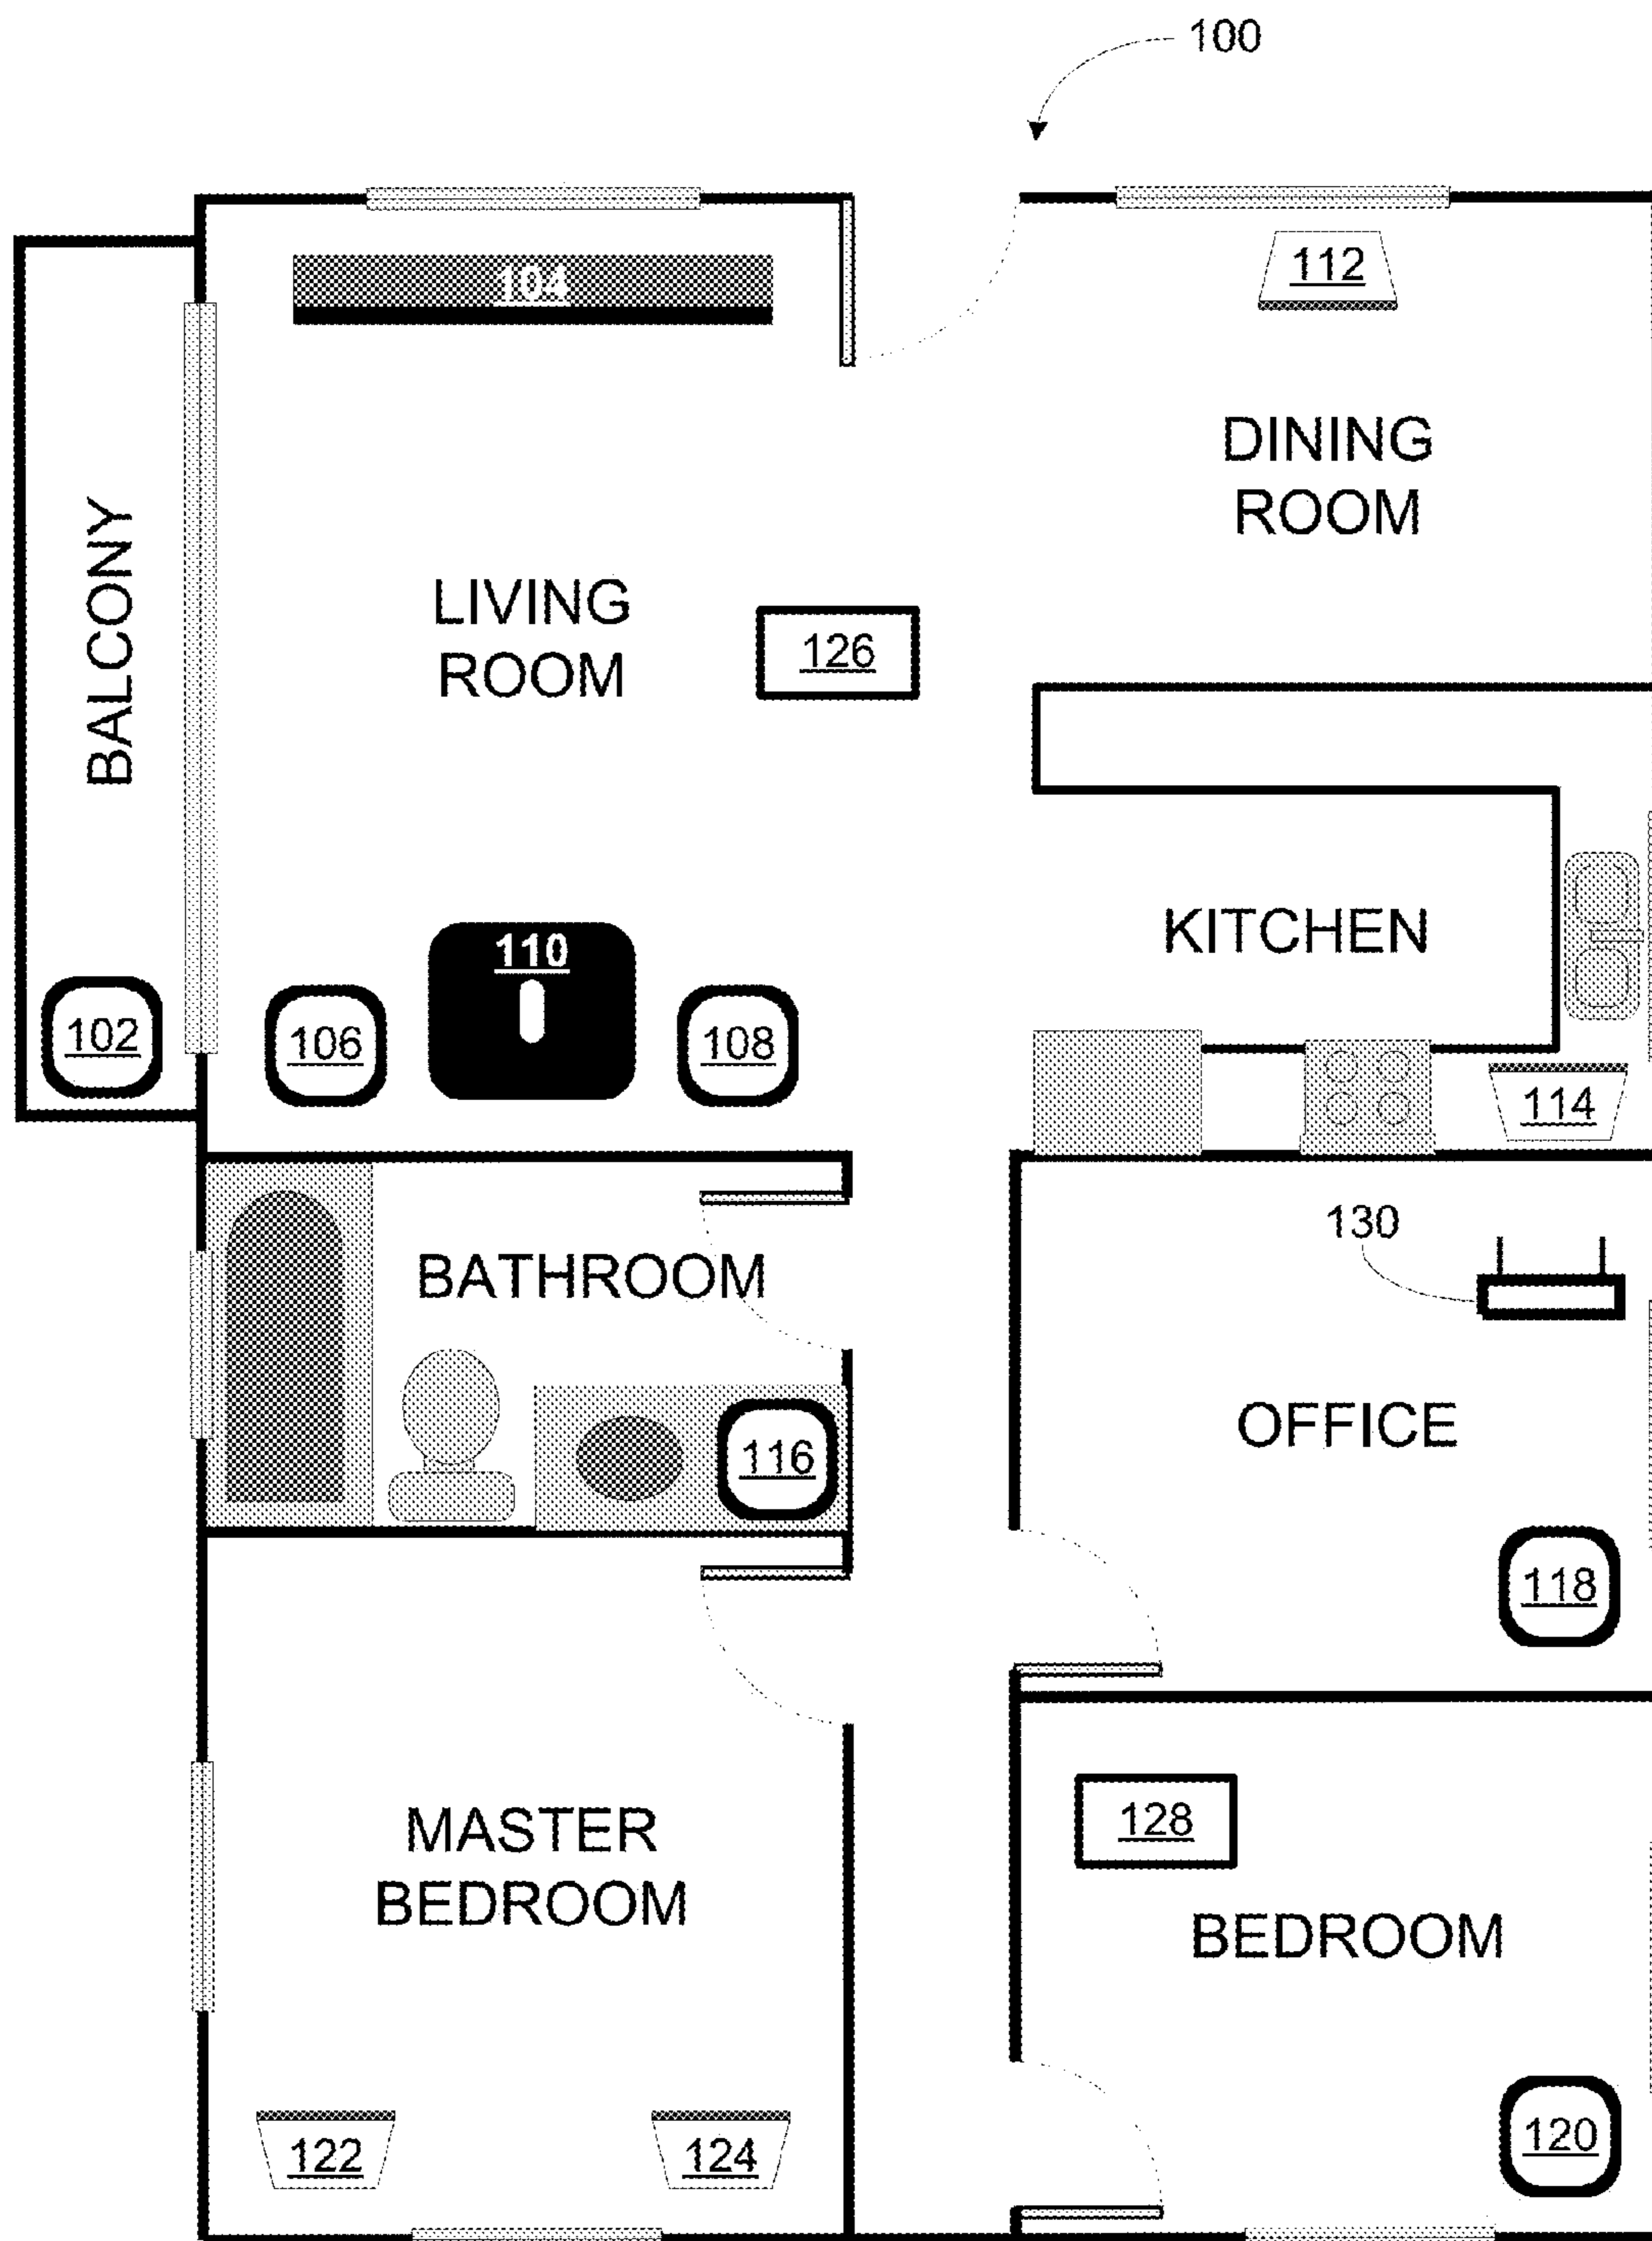 100
104
112
DINING
ROOM
BALCONY
LIVING
ROOM
126
KITCHEN
110
102
106
108
114
130
BATHROOM
OFFICE
116
118
128
MASTER
BEDROOM
BEDROOM
120
122
124